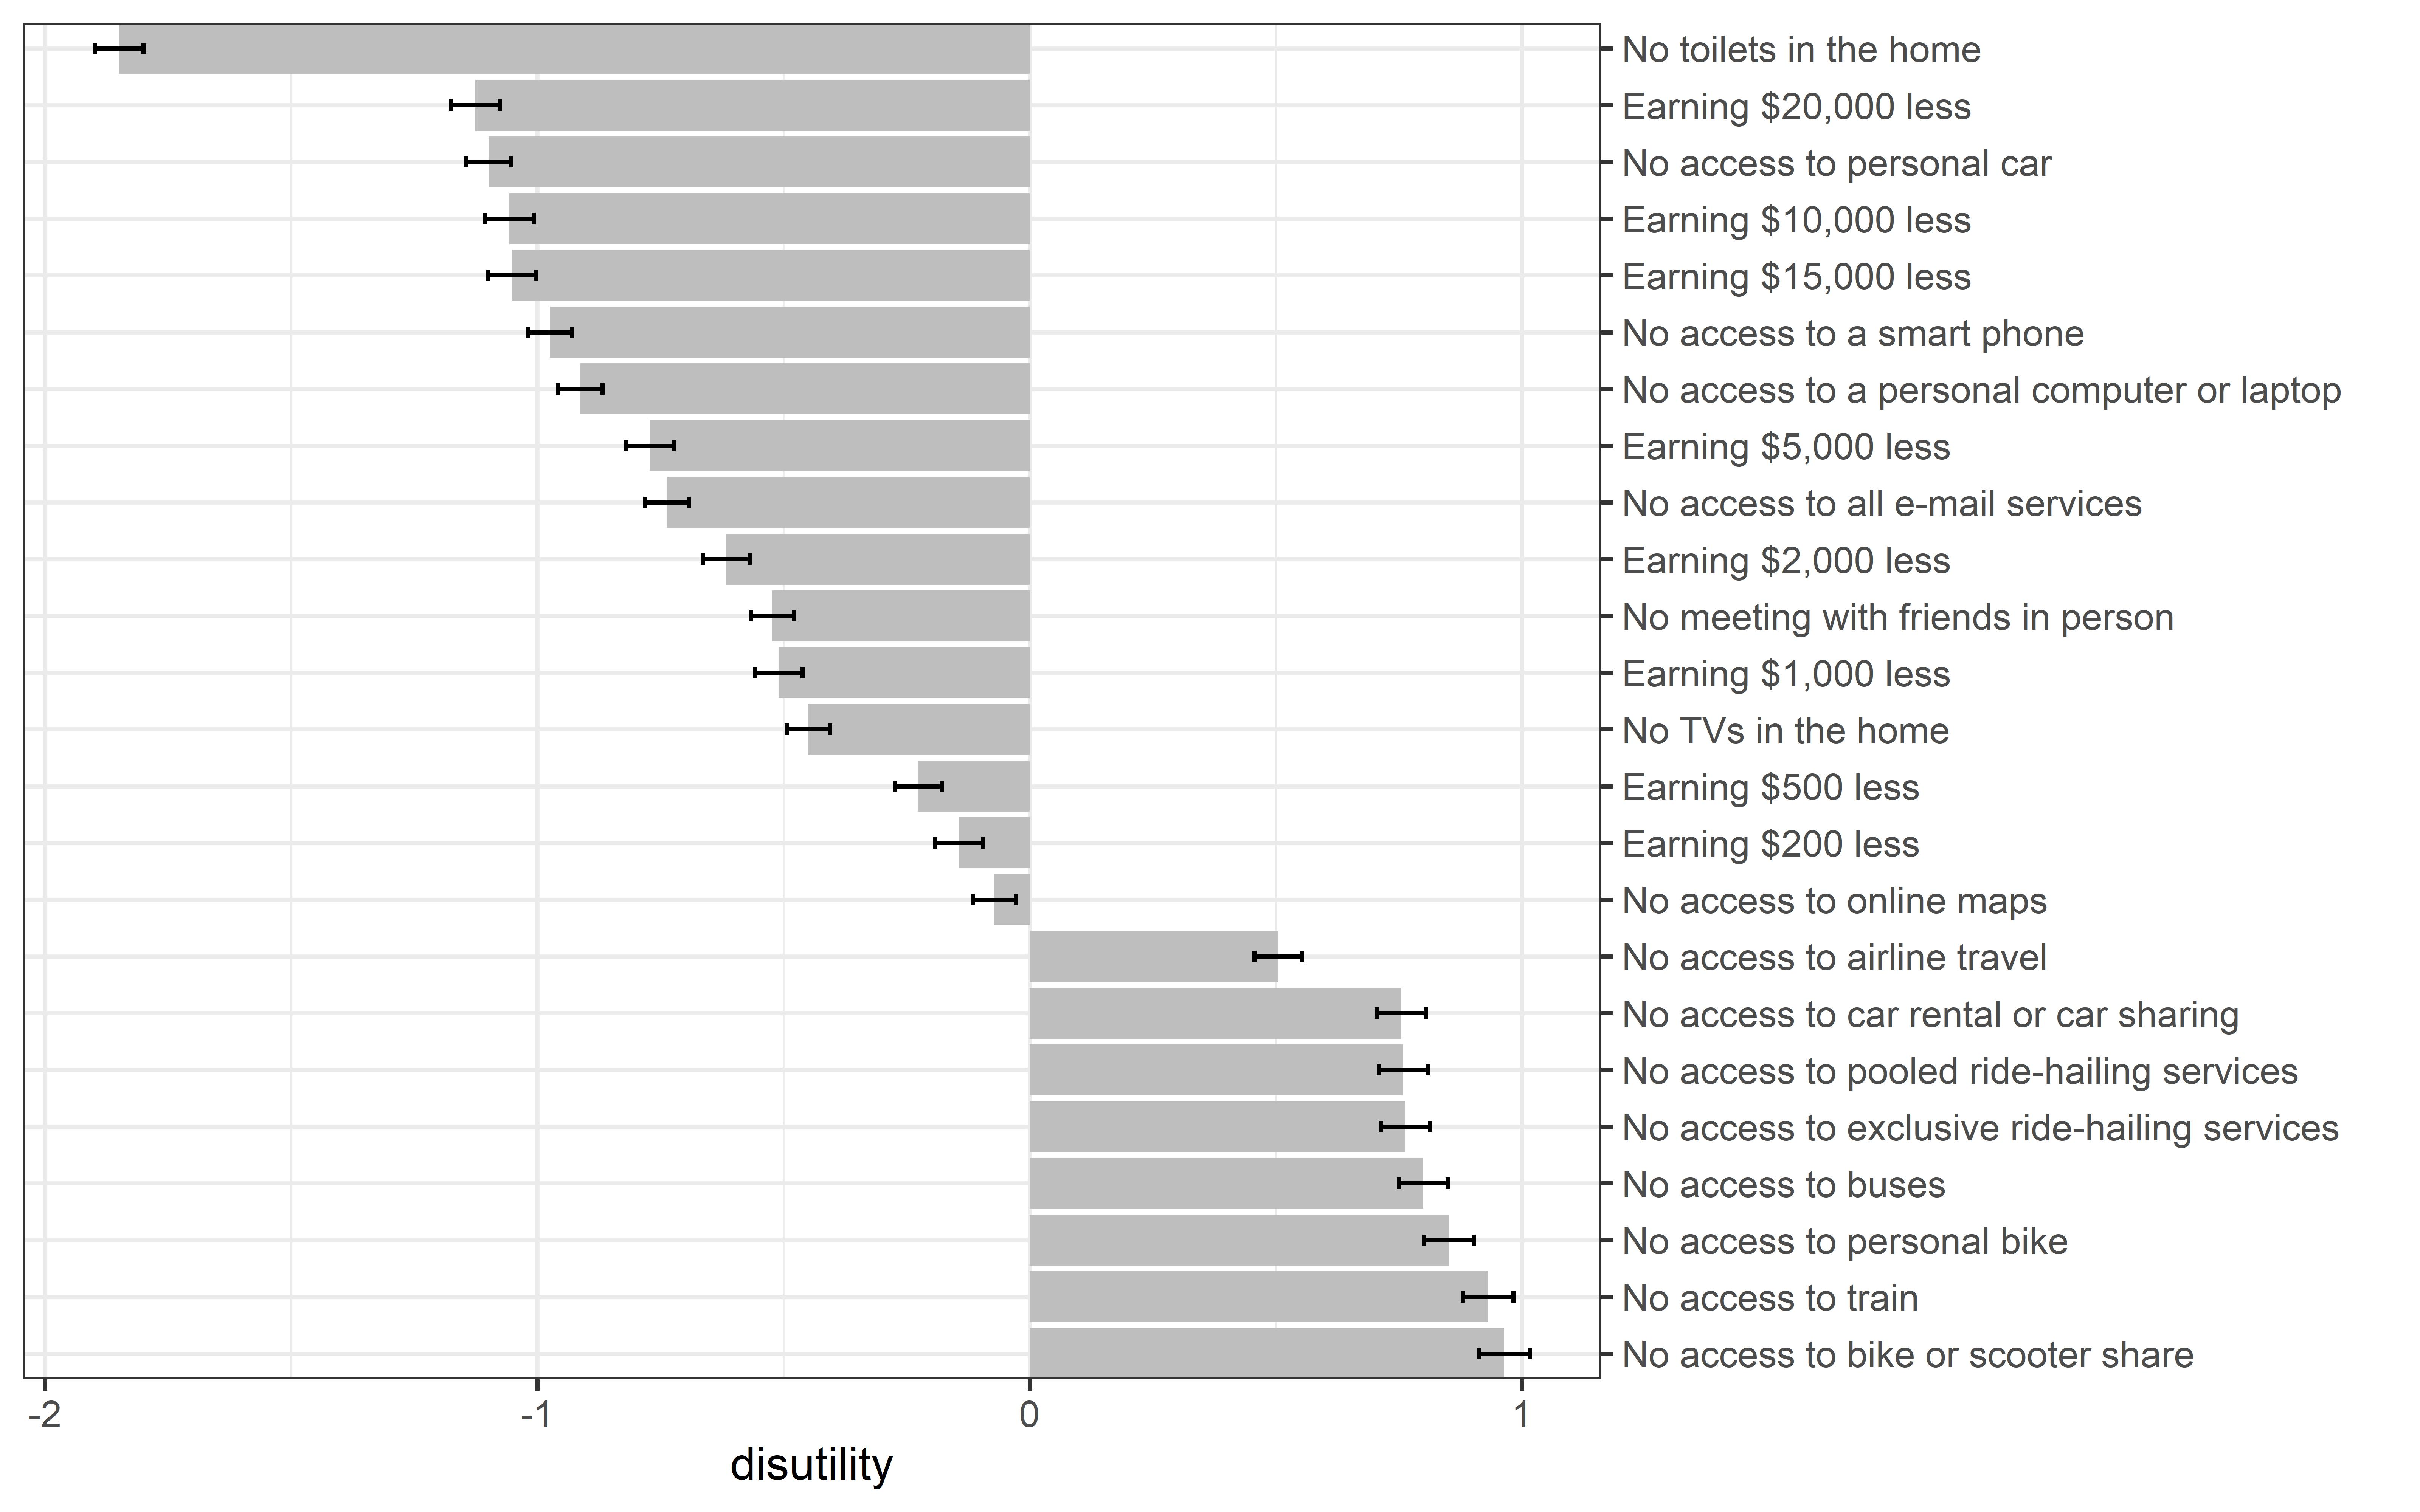 No toilets in the home
Earning $20,000 less
No access to personal car
Earning $10,000 less
Earning $15,000 less
No access to a smart phone
No access to a personal computer or laptop
Earning $5,000 less
No access to all e-mail services
Earning $2,000 less
No meeting with friends in person
Earning $1,000 less
No TVs in the home
Earning $500 less
Earning $200 less
No access to online maps
No access to airline travel
No access to car rental or car sharing
No access to pooled ride-hailing services
No access to exclusive ride-hailing services
No access to buses
No access to personal bike
No access to train
No access to bike or scooter share
-2 -1 0 1
disutility